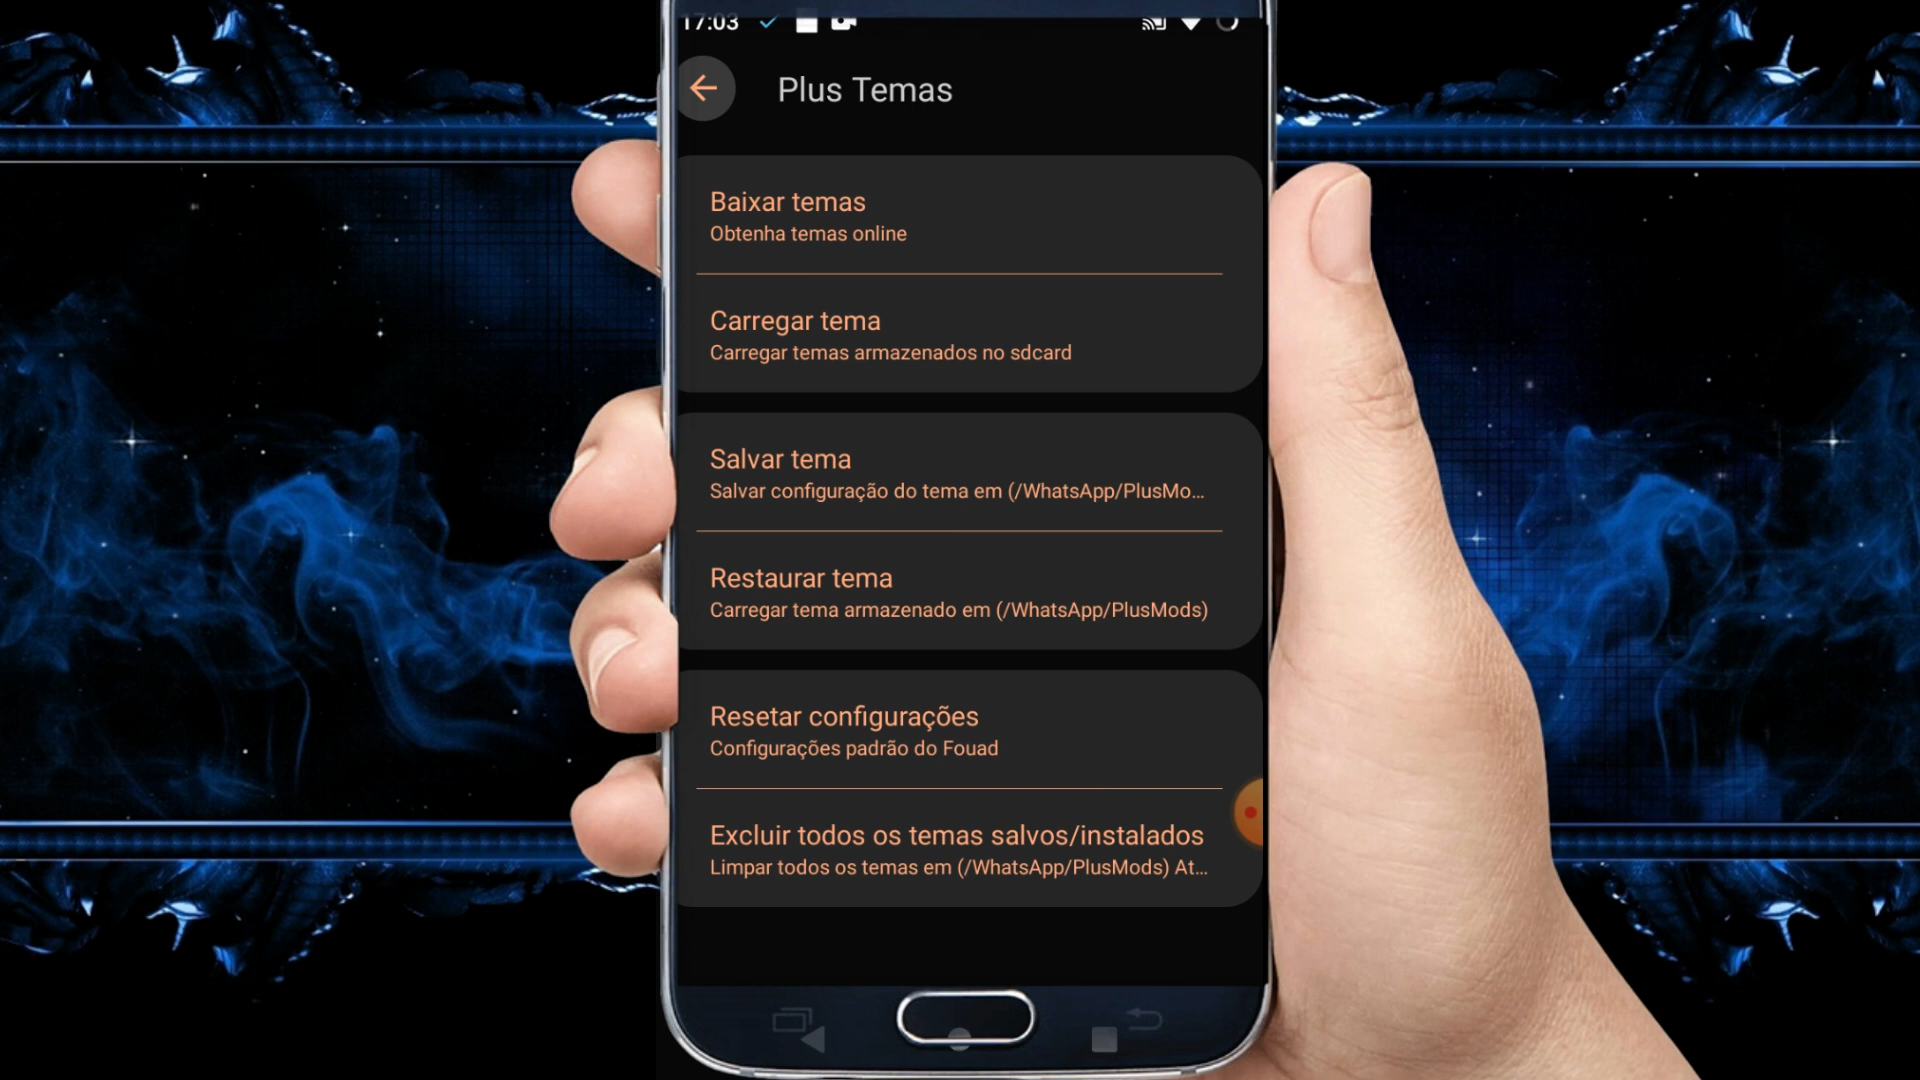 17:03
Plus Temas
Baixar temas
Obtenha temas online
Carregar tema
Carregar temas armazenados no sdcard
Salvar tema
Salvar configuração do tema em (/WhatsApp/PlusMo...
Restaurar tema
Carregar tema armazenado em (/WhatsApp/PlusMods)
Resetar configurações
Configurações padrão do Fouad
Excluir todos os temas salvos/instalados
Limpar todos os temas em (/WhatsApp/PlusMods) At...